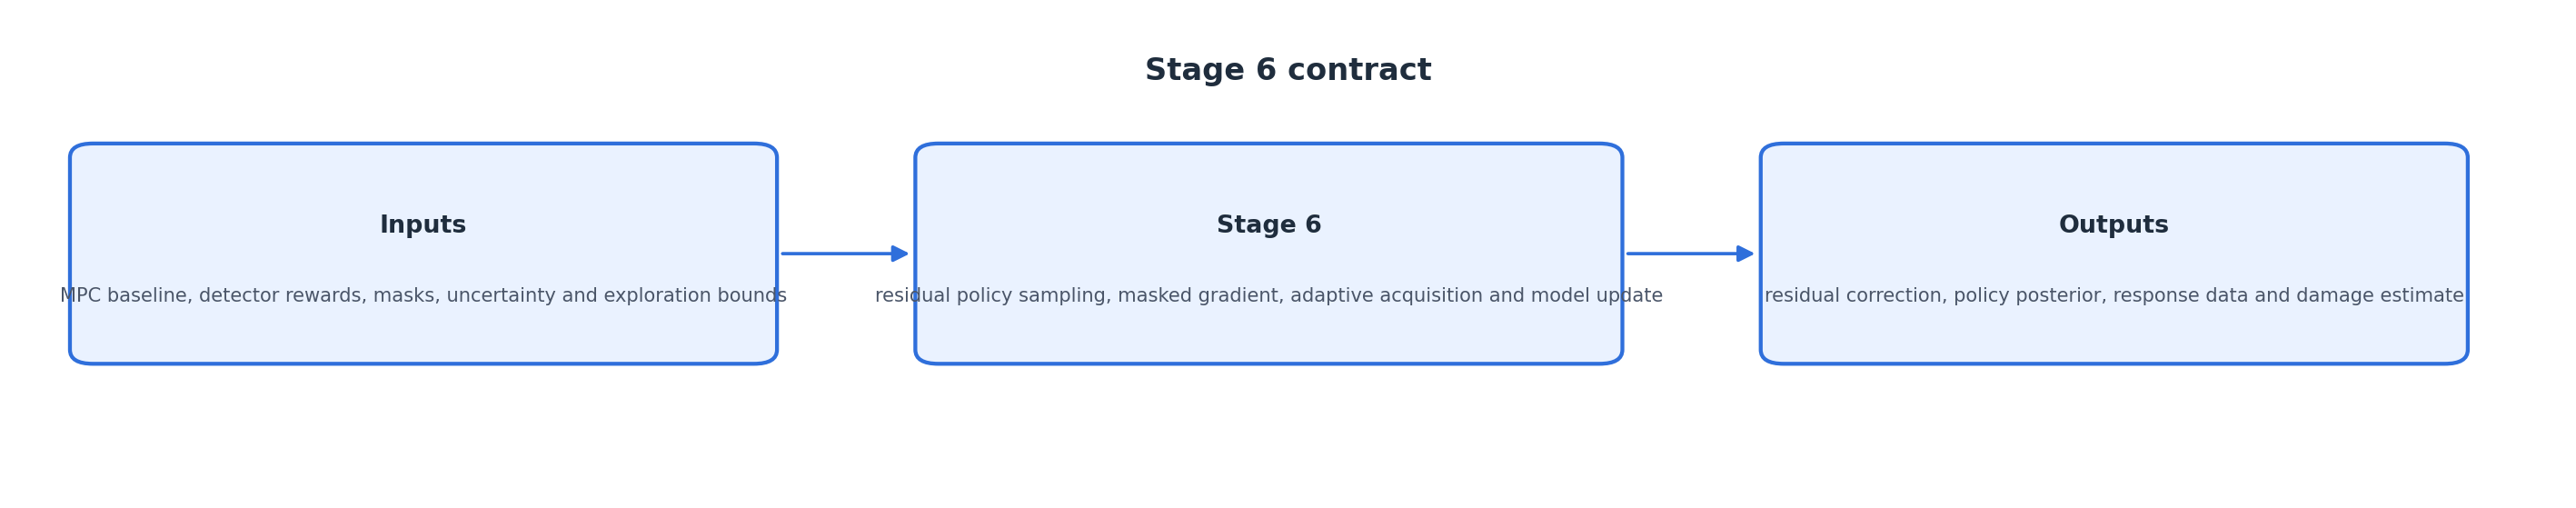 Stage 6 contract
Inputs
MPC baseline, detector rewards, masks, uncertainty and exploration bounds
Stage 6
residual policy sampling, masked gradient, adaptive acquisition and model update
Outputs
residual correction, policy posterior, response data and damage estimate